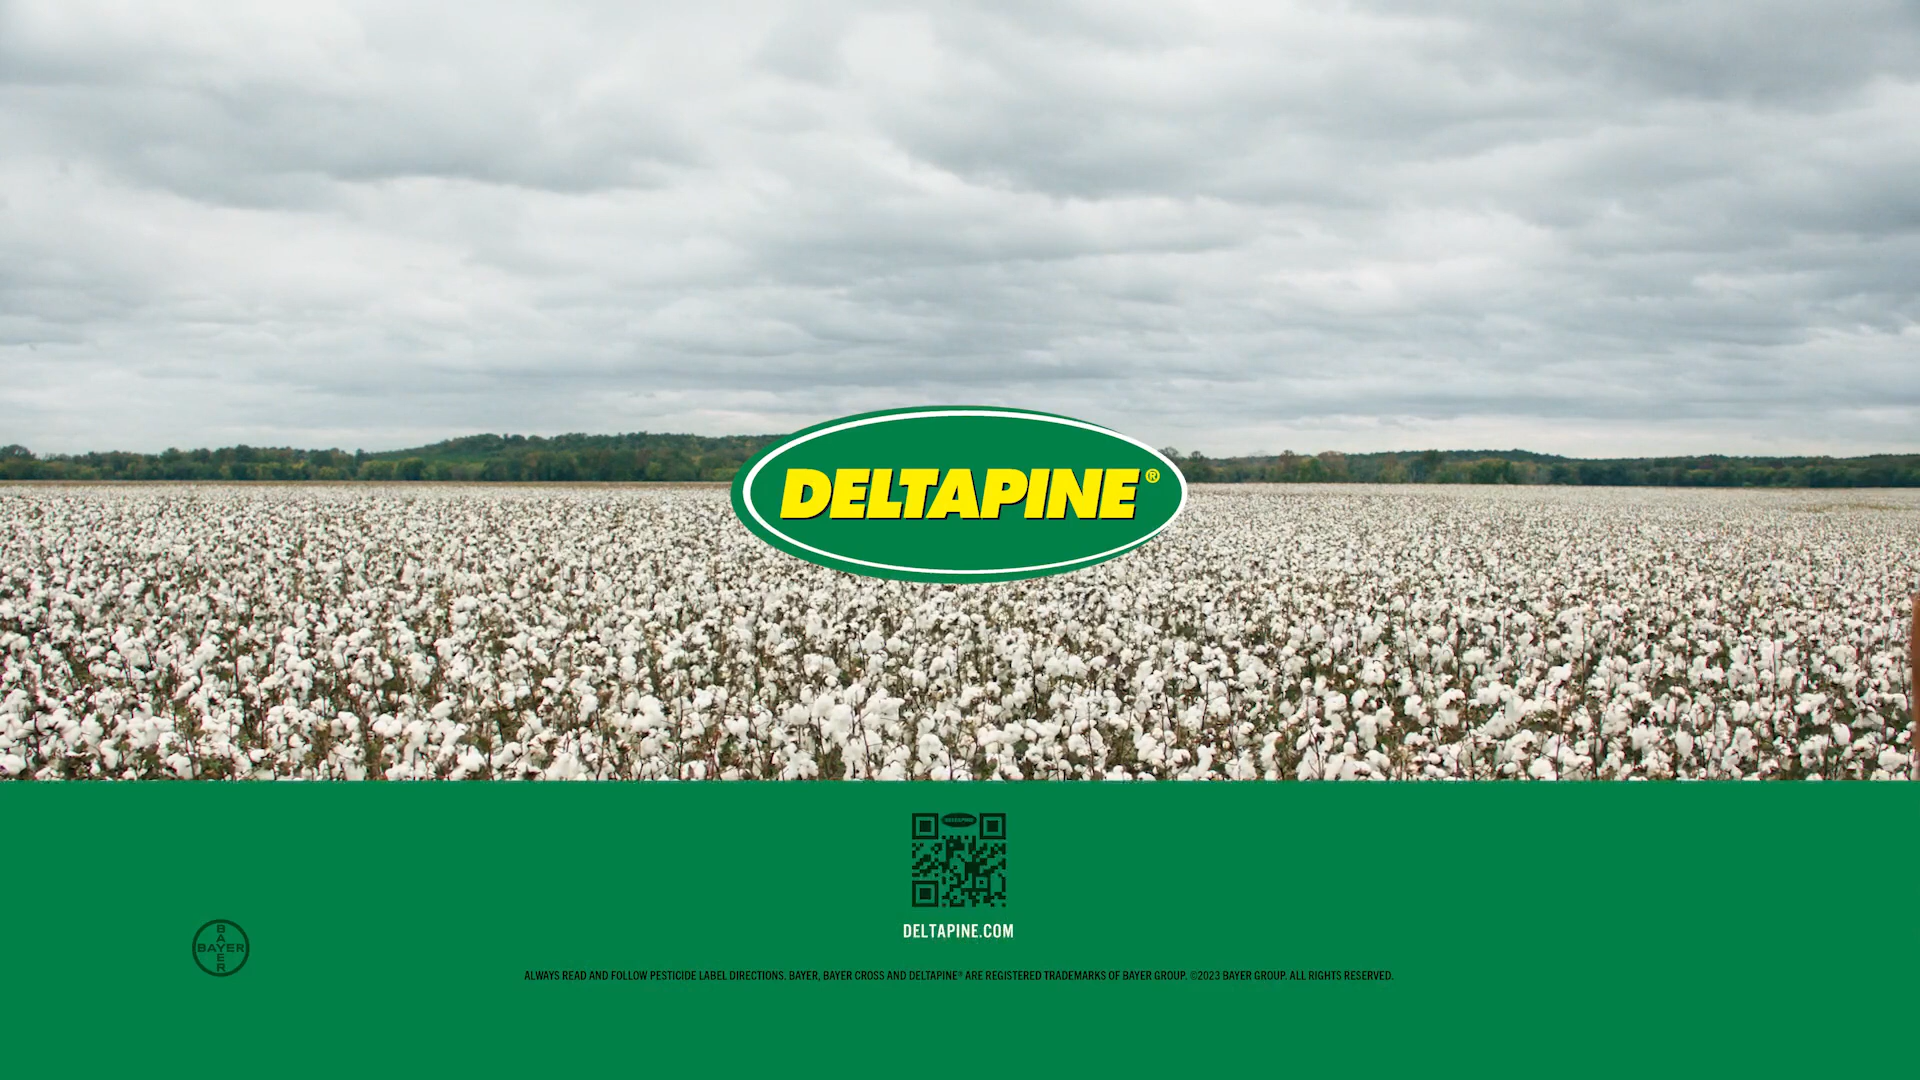 DELTAPINE®
DELTAPINE.COM
BAYER
BAYER
ALWAYS READ AND FOLLOW PESTICIDE LABEL DIRECTIONS. BAYER, BAYER CROSS AND DELTAPINE® ARE REGISTERED TRADEMARKS OF BAYER GROUP. ©2023 BAYER GROUP. ALL RIGHTS RESERVED.